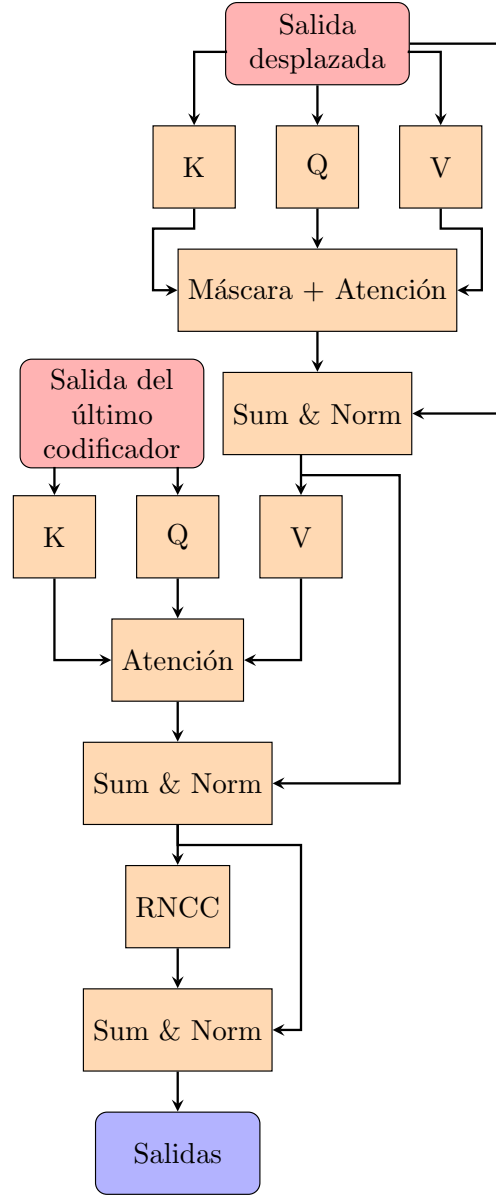 Salida
desplazada
K
Q
V
Máscara + Atención
Sum & Norm
Salida del
último
codificador
K
Q
V
Atención
Sum & Norm
RNCC
Sum & Norm
Salidas